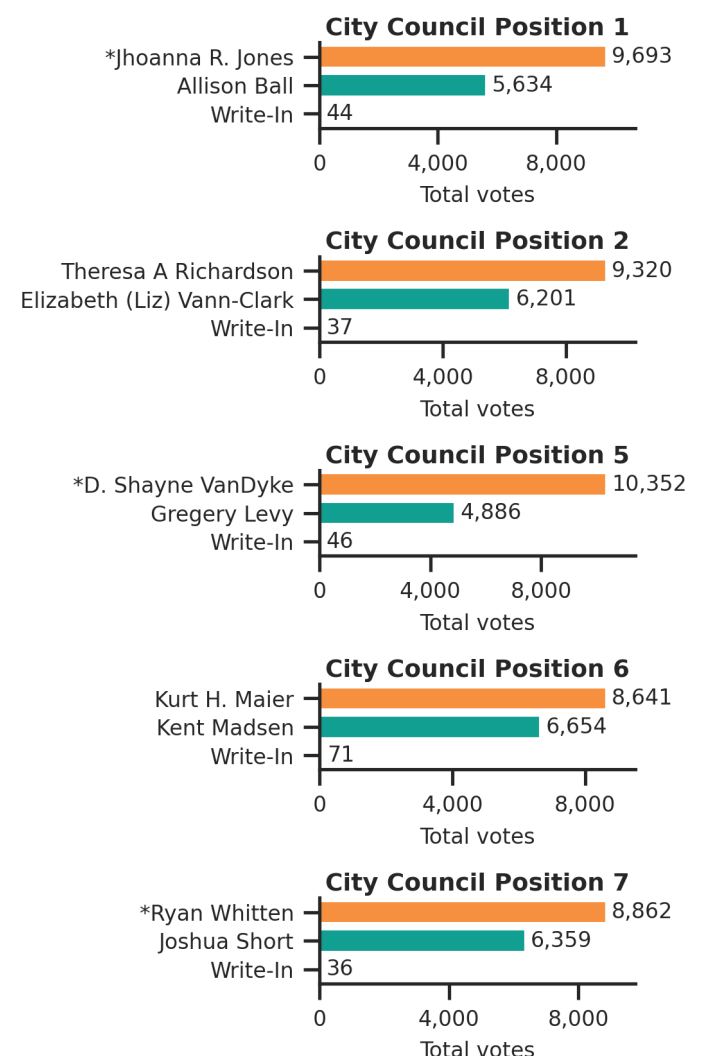 City Council Position 1
*Jhoanna R. Jones 9,693
Allison Ball 5,634
Write-In 44
0 4,000 8,000
Total votes
City Council Position 2
Theresa A Richardson 9,320
Elizabeth (Liz) Vann-Clark 6,201
Write-In 37
0 4,000 8,000
Total votes
City Council Position 5
*D. Shayne VanDyke 10,352
Gregery Levy 4,886
Write-In 46
0 4,000 8,000
Total votes
City Council Position 6
Kurt H. Maier 8,641
Kent Madsen 6,654
Write-In 71
0 4,000 8,000
Total votes
City Council Position 7
*Ryan Whitten 8,862
Joshua Short 6,359
Write-In 36
0 4,000 8,000
Total votes